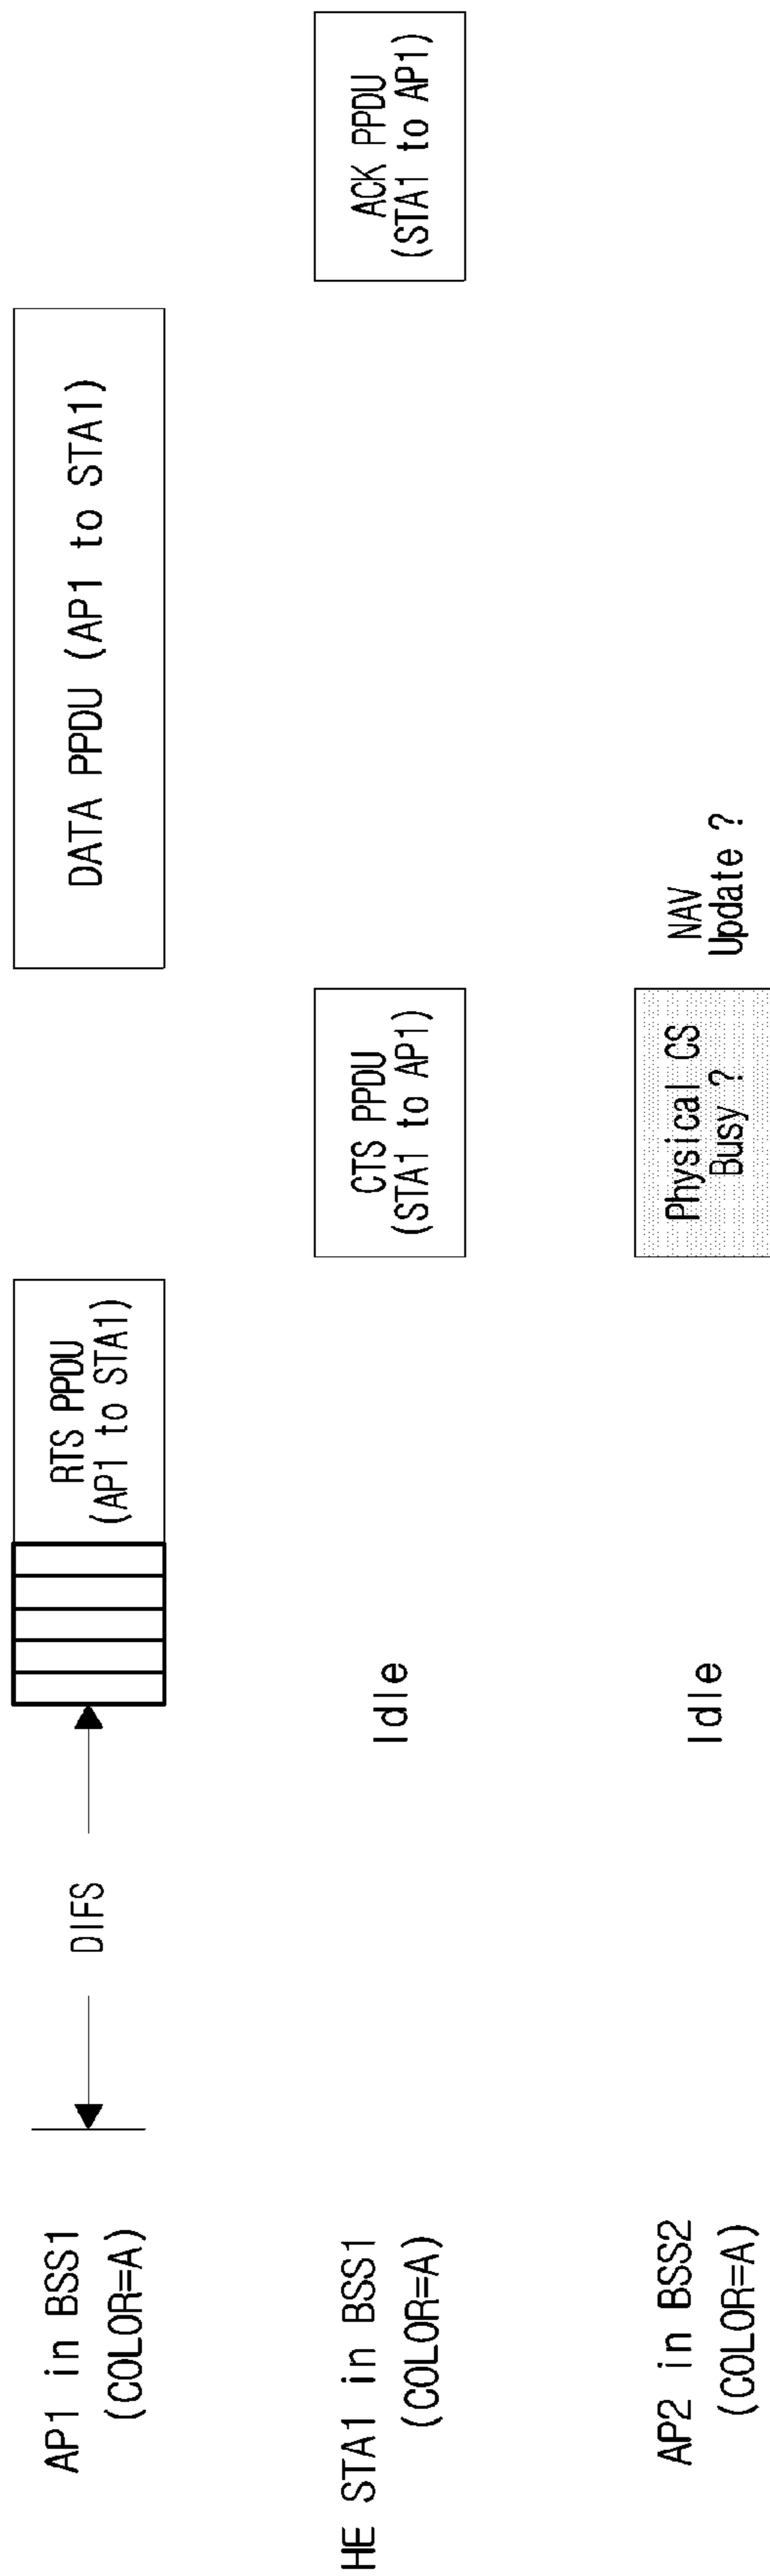 AP1 in BSS1
(COLOR=A)
DIFS
RTS PPDU
(AP1 to STA1)
DATA PPDU (AP1 to STA1)
HE STA1 in BSS1
(COLOR=A)
Idle
CTS PPDU
(STA1 to AP1)
ACK PPDU
(STA1 to AP1)
AP2 in BSS2
(COLOR=A)
Idle
Physical CS
Busy ?
NAV
Update ?